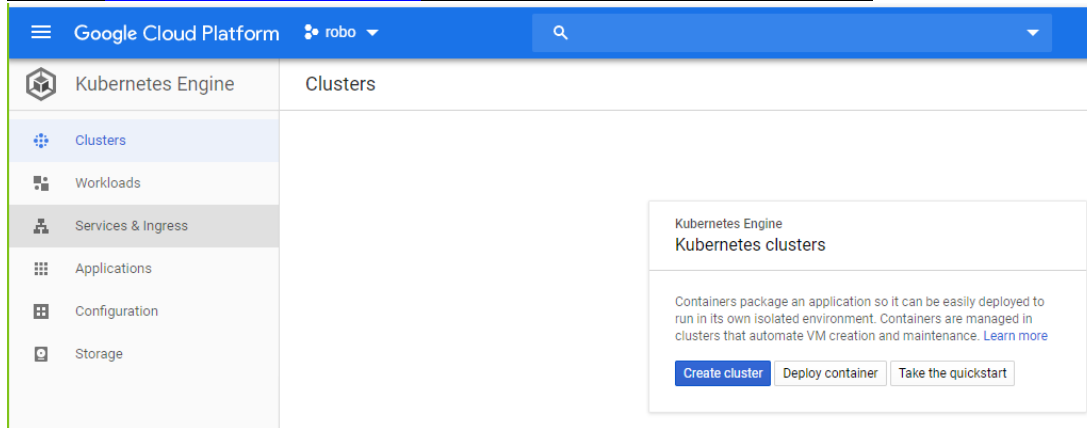 Google Cloud Platform
robo
Kubernetes Engine
Clusters
Clusters
Workloads
Services & Ingress
Applications
Configuration
Storage
Kubernetes Engine
Kubernetes clusters
Containers package an application so it can be easily deployed to
run in its own isolated environment. Containers are managed in
clusters that automate VM creation and maintenance. Learn more
Create cluster
Deploy container
Take the quickstart